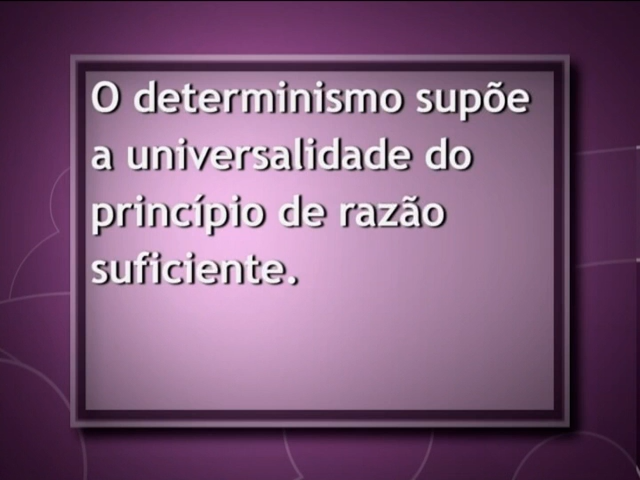 O determinismo supõe
a universalidade do
princípio de razão
suficiente.